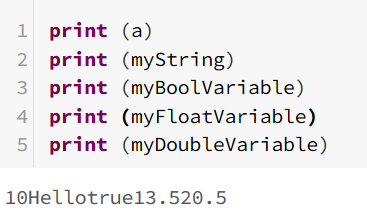 1 print (a)
2 print (myString)
3 print (myBoolVariable)
4 print (myFloatVariable)
5 print (myDoubleVariable)
10Hellotrue13.520.5